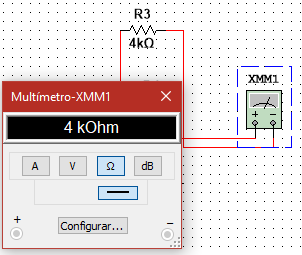 R3
4kΩ
XMM1
Multímetro-XMM1
4 kOhm
A V Ω dB
Configurar...
+ −
+ −